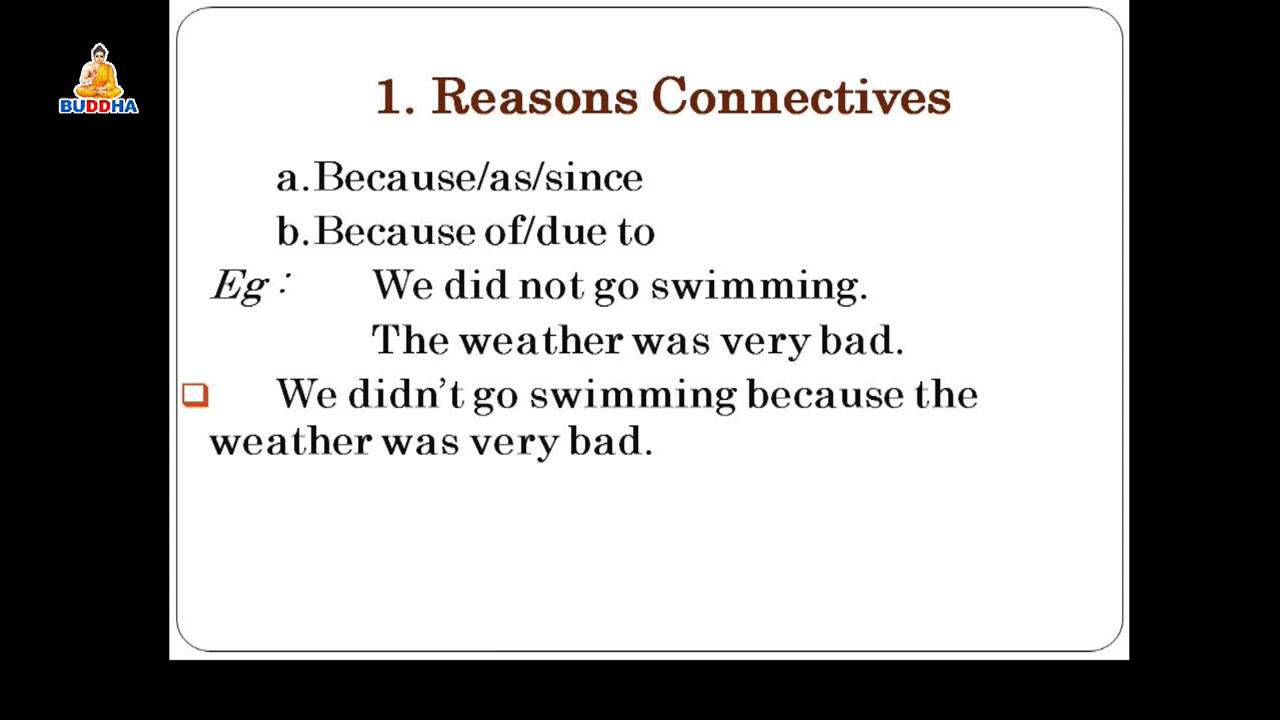 BUDDHA
1. Reasons Connectives
a.Because/as/since
b.Because of/due to
Eg : We did not go swimming.
The weather was very bad.
We didn’t go swimming because the
weather was very bad.